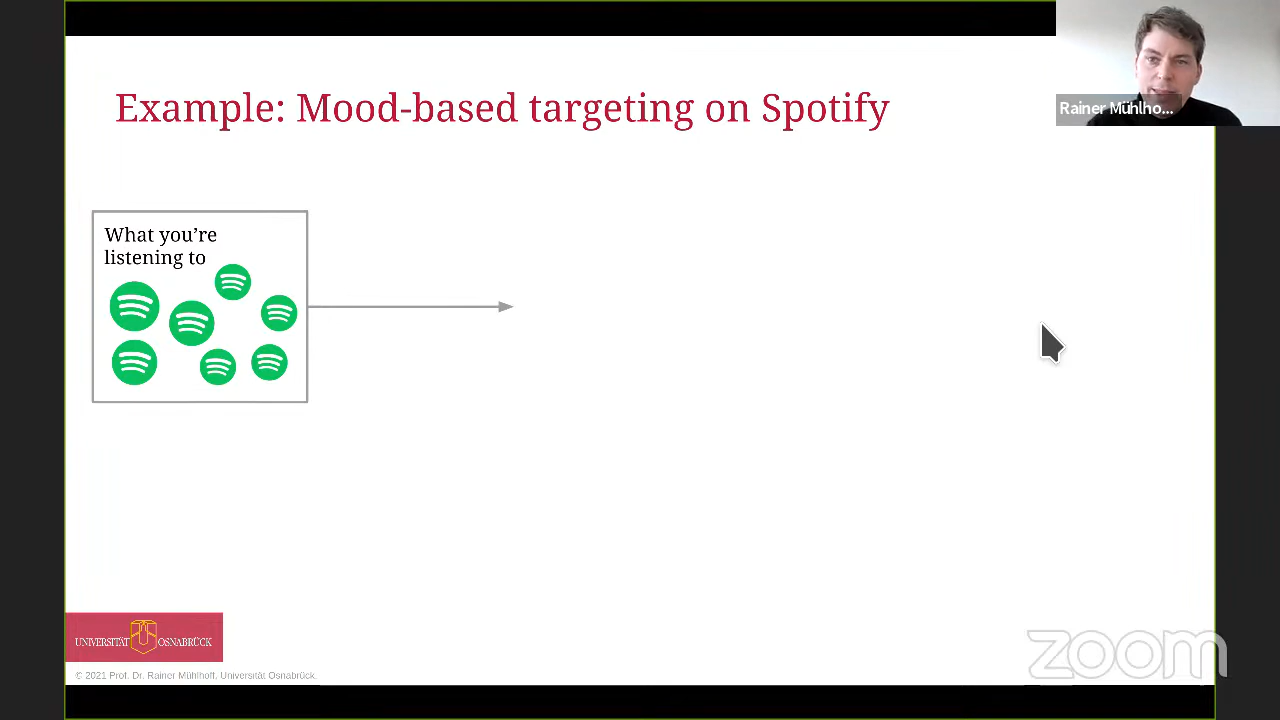 Example: Mood-based targeting on Spotify
Rainer Mühlho...
What you’re
listening to
UNIVERSITÄT OSNABRÜCK
zoom
© 2021 Prof. Dr. Rainer Mühlhoff, Universität Osnabrück.